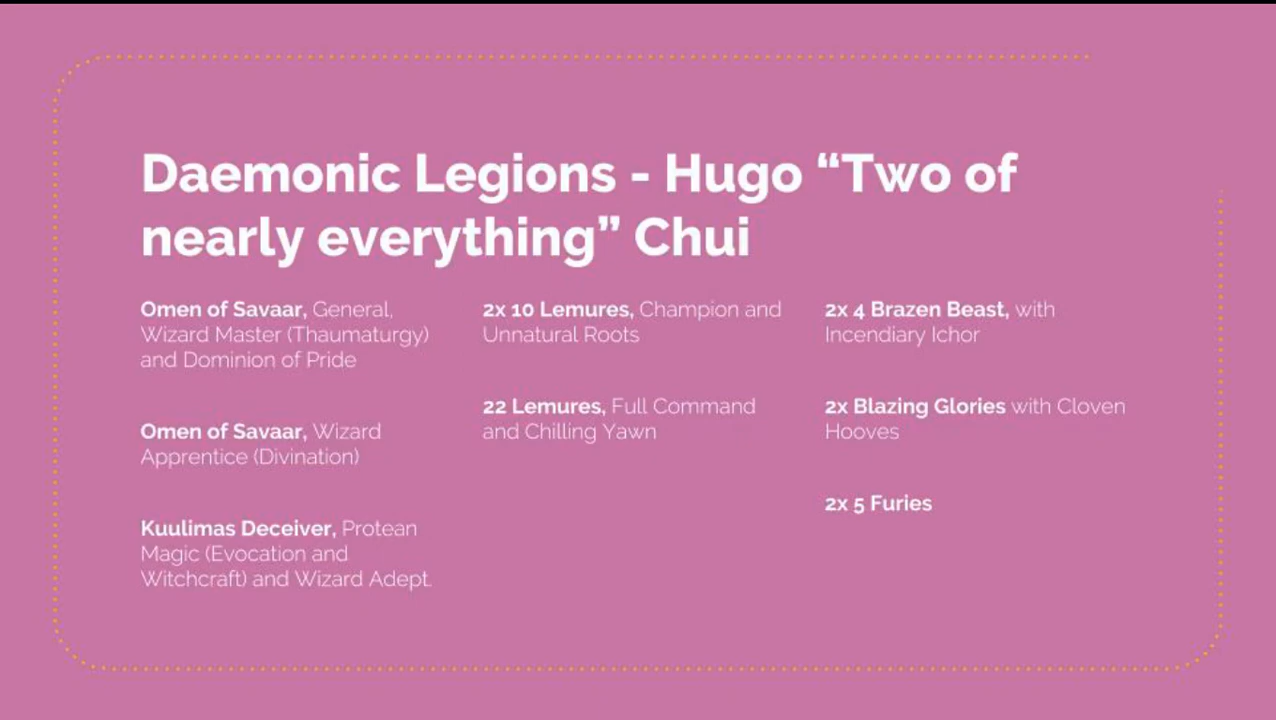 Daemonic Legions - Hugo “Two of
nearly everything” Chui
Omen of Savaar, General,
Wizard Master (Thaumaturgy)
and Dominion of Pride
Omen of Savaar, Wizard
Apprentice (Divination)
Kuulimas Deceiver, Protean
Magic (Evocation and
Witchcraft) and Wizard Adept.
2x 10 Lemures, Champion and
Unnatural Roots
22 Lemures, Full Command
and Chilling Yawn
2x 4 Brazen Beast, with
Incendiary Ichor
2x Blazing Glories with Cloven
Hooves
2x 5 Furies